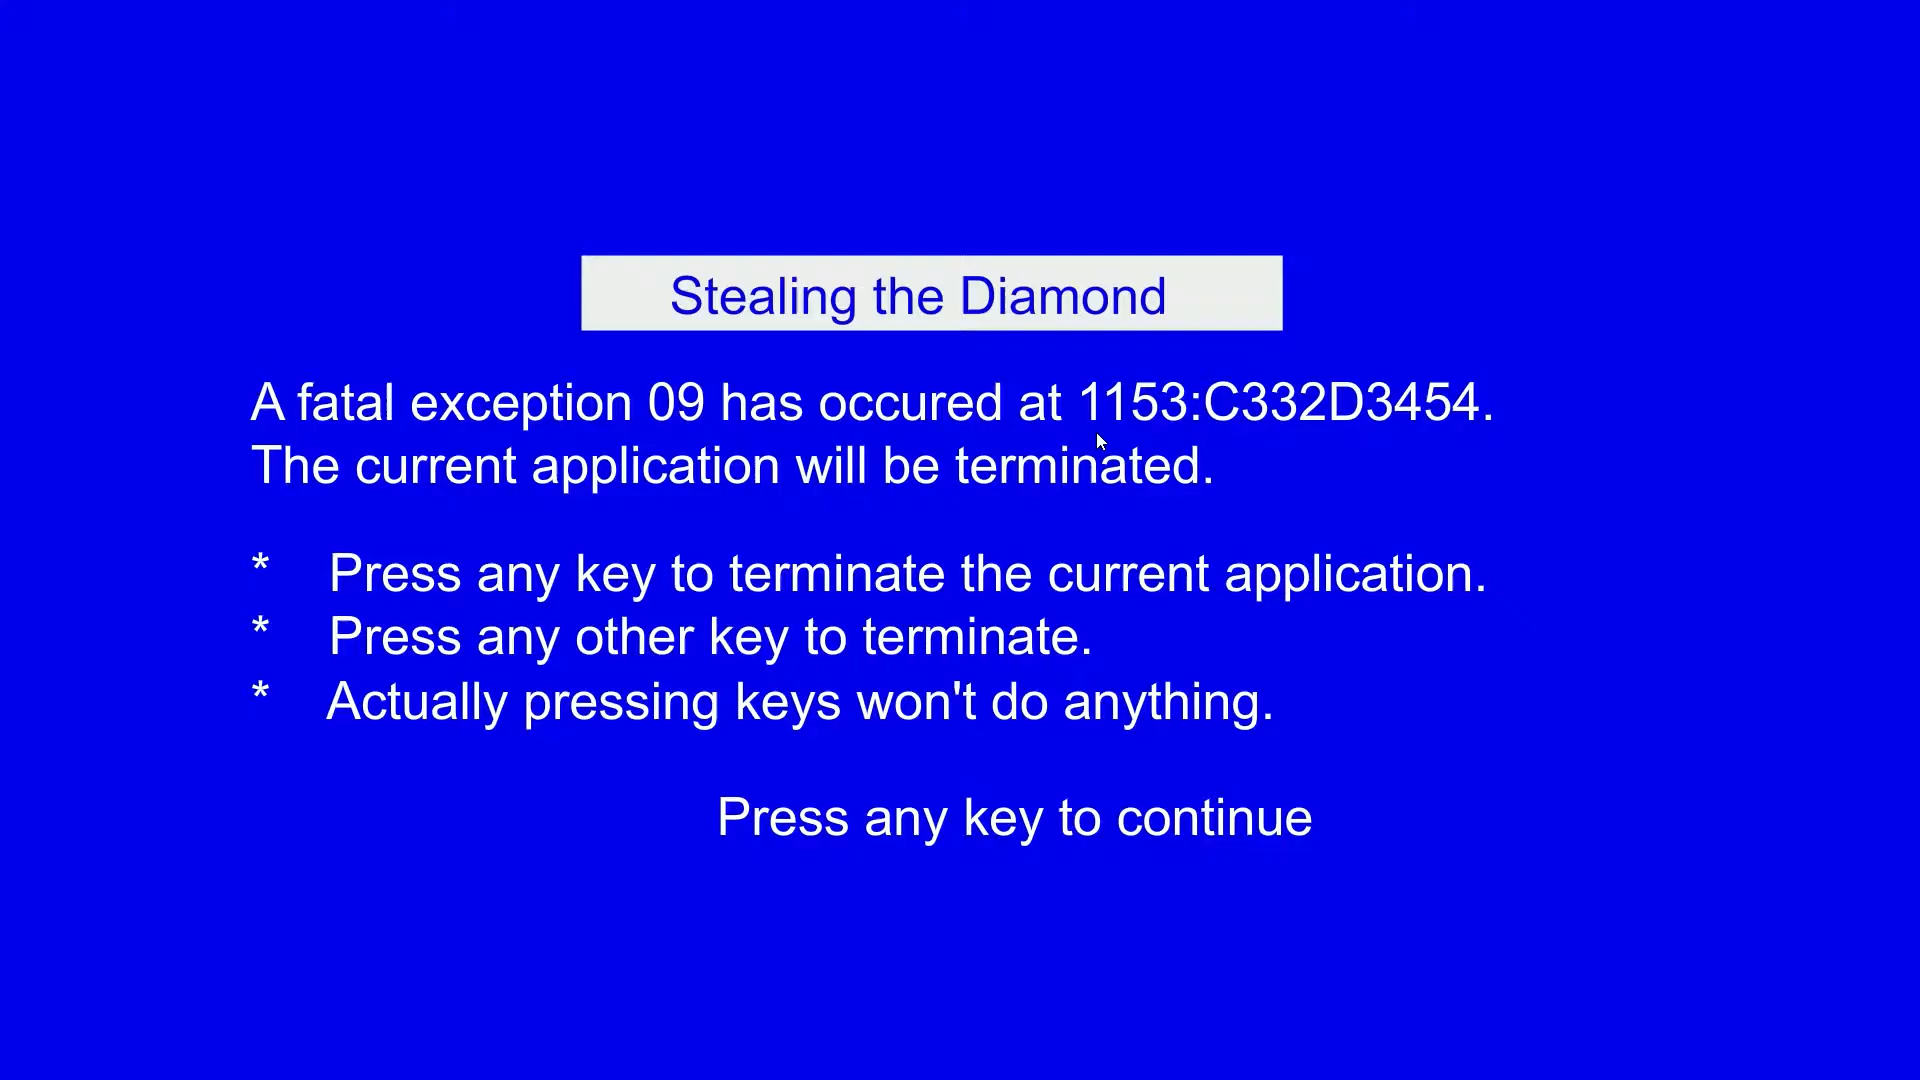 Stealing the Diamond
A fatal exception 09 has occured at 1153:C332D3454.
The current application will be terminated.
* Press any key to terminate the current application.
* Press any other key to terminate.
* Actually pressing keys won't do anything.
Press any key to continue